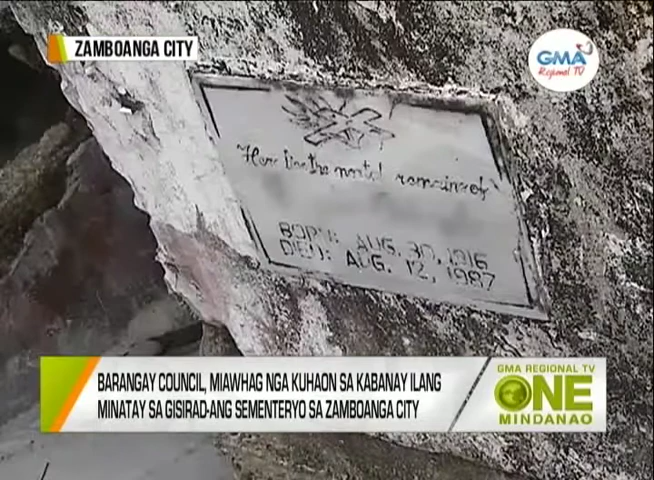 ZAMBOANGA CITY
GMA
Regional TV
Here lies the mortal remains of
BORN: AUG. 30, 1916
DIED: AUG. 12, 1987
BARANGAY COUNCIL, MIAWHAG NGA KUHAON SA KABANAY ILANG
MINATAY SA GISIRAD-ANG SEMENTERYO SA ZAMBOANGA CITY
GMA REGIONAL TV
ONE
MINDANAO